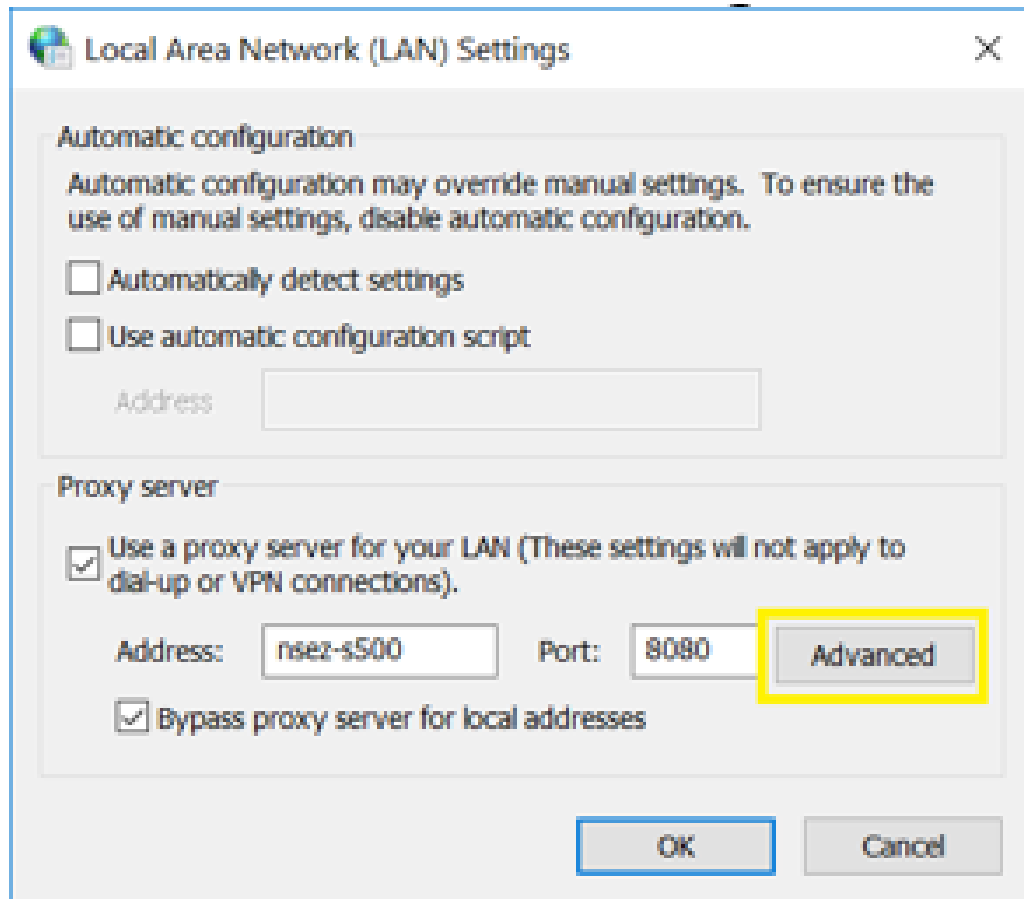 Local Area Network (LAN) Settings
Automatic configuration
Automatic configuration may override manual settings.  To ensure the
use of manual settings, disable automatic configuration.
Automatically detect settings
Use automatic configuration script
Address
Proxy server
Use a proxy server for your LAN (These settings will not apply to
dial-up or VPN connections).
Address: nsez-s500 Port: 8080 Advanced
Bypass proxy server for local addresses
OK Cancel